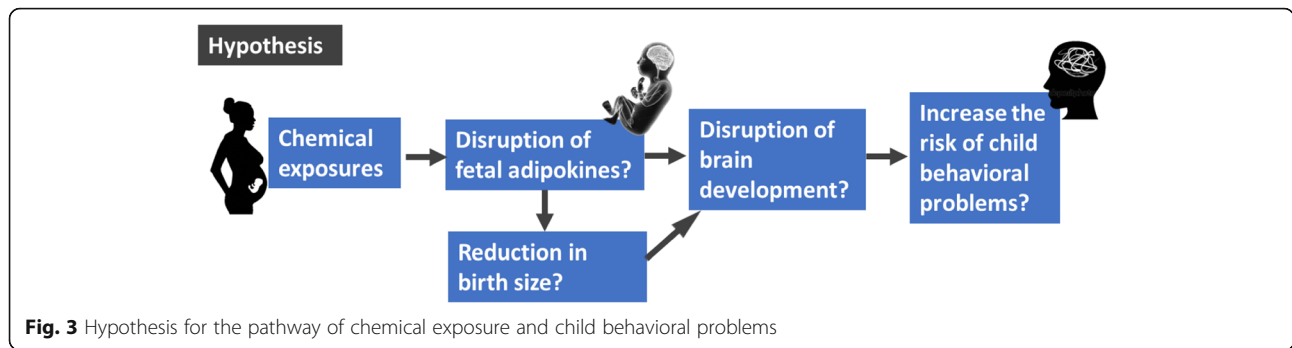 Hypothesis
Chemical
exposures
Disruption of
fetal adipokines?
Reduction in
birth size?
Disruption of
brain
development?
Increase the
risk of child
behavioral
problems?
Fig. 3 Hypothesis for the pathway of chemical exposure and child behavioral problems